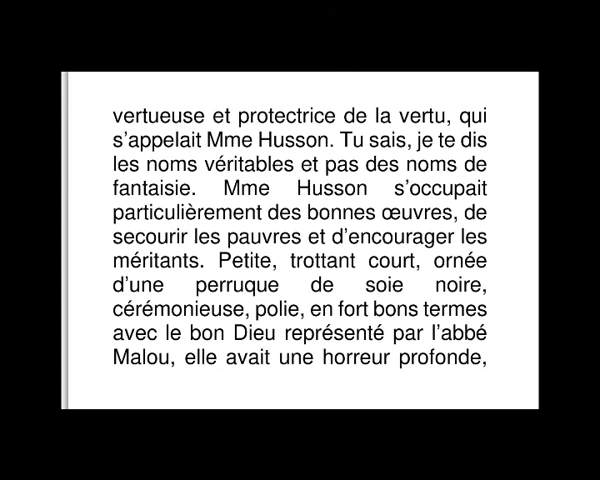 vertueuse et protectrice de la vertu, qui
s'appelait Mme Husson. Tu sais, je te dis
les noms véritables et pas des noms de
fantaisie. Mme Husson s'occupait
particulièrement des bonnes œuvres, de
secourir les pauvres et d'encourager les
méritants. Petite, trottant court, ornée
d'une perruque de soie noire,
cérémonieuse, polie, en fort bons termes
avec le bon Dieu représenté par l'abbé
Malou, elle avait une horreur profonde,